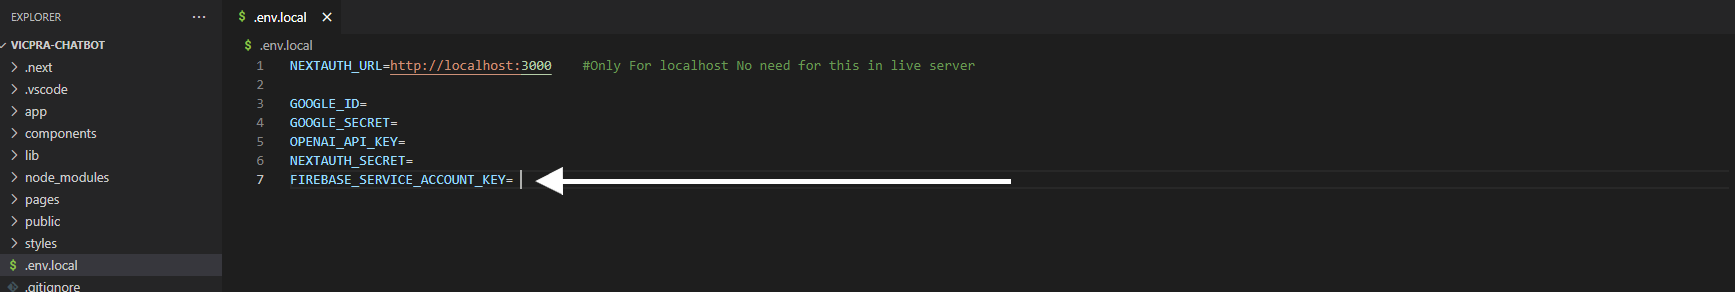 EXPLORER
VICPRA-CHATBOT
.next
.vscode
app
components
lib
node_modules
pages
public
styles
$ .env.local
.gitignore
$ .env.local ×
$ .env.local
1 NEXTAUTH_URL=http://localhost:3000 #Only For localhost No need for this in live server
2
3 GOOGLE_ID=
4 GOOGLE_SECRET=
5 OPENAI_API_KEY=
6 NEXTAUTH_SECRET=
7 FIREBASE_SERVICE_ACCOUNT_KEY=